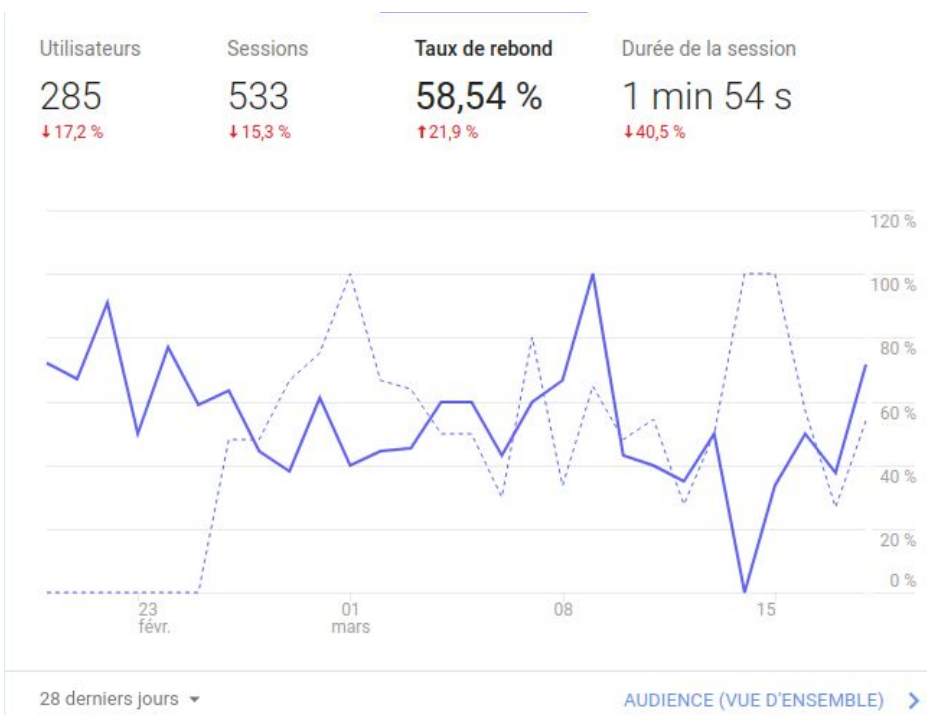 Utilisateurs Sessions Taux de rebond Durée de la session
285 533 58,54 % 1 min 54 s
↓17,2 % ↓15,3 % ↑21,9 % ↓40,5 %
120 %
100 %
80 %
60 %
40 %
20 %
0 %
23 01 08 15
févr. mars
28 derniers jours AUDIENCE (VUE D'ENSEMBLE)